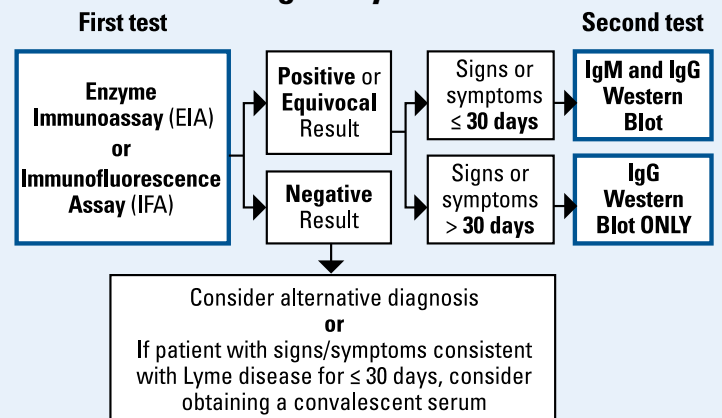 First test
Second test
Enzyme
Immunoassay (EIA)
or
Immunofluorescence
Assay (IFA)
Positive or
Equivocal
Result
Negative
Result
Signs or
symptoms
≤ 30 days
Signs or
symptoms
> 30 days
IgM and IgG
Western
Blot
IgG
Western
Blot ONLY
Consider alternative diagnosis
or
If patient with signs/symptoms consistent
with Lyme disease for ≤ 30 days, consider
obtaining a convalescent serum